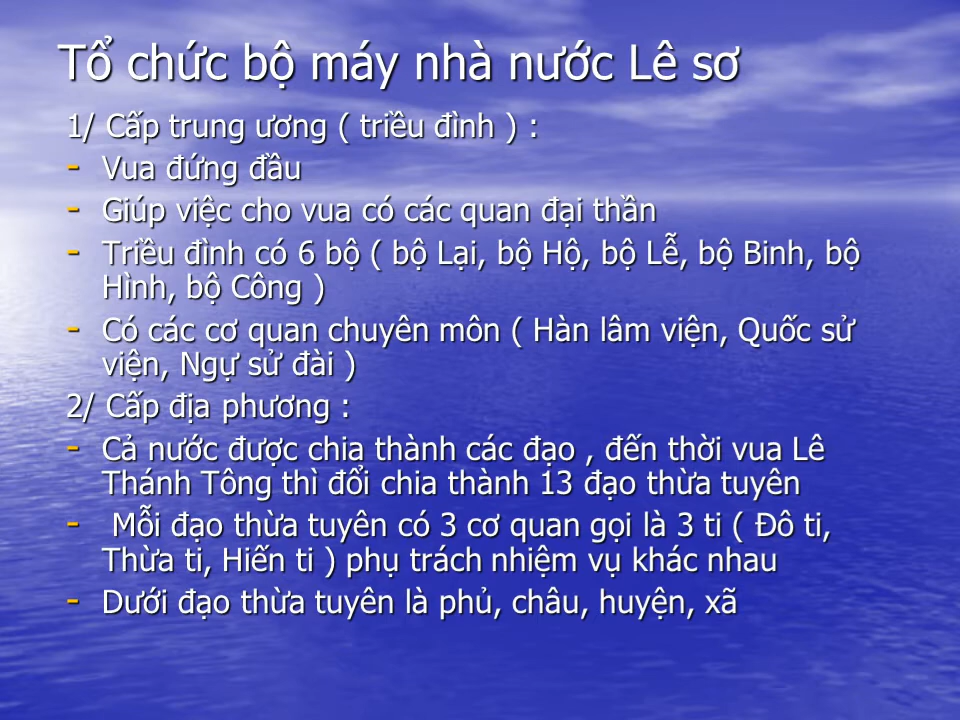 Tổ chức bộ máy nhà nước Lê sơ
1/ Cấp trung ương ( triều đình ) :
- Vua đứng đầu
- Giúp việc cho vua có các quan đại thần
- Triều đình có 6 bộ ( bộ Lại, bộ Hộ, bộ Lễ, bộ Binh, bộ
Hình, bộ Công )
- Có các cơ quan chuyên môn ( Hàn lâm viện, Quốc sử
viện, Ngự sử đài )
2/ Cấp địa phương :
- Cả nước được chia thành các đạo , đến thời vua Lê
Thánh Tông thì đổi chia thành 13 đạo thừa tuyên
- Mỗi đạo thừa tuyên có 3 cơ quan gọi là 3 ti ( Đô ti,
Thừa ti, Hiến ti ) phụ trách nhiệm vụ khác nhau
- Dưới đạo thừa tuyên là phủ, châu, huyện, xã